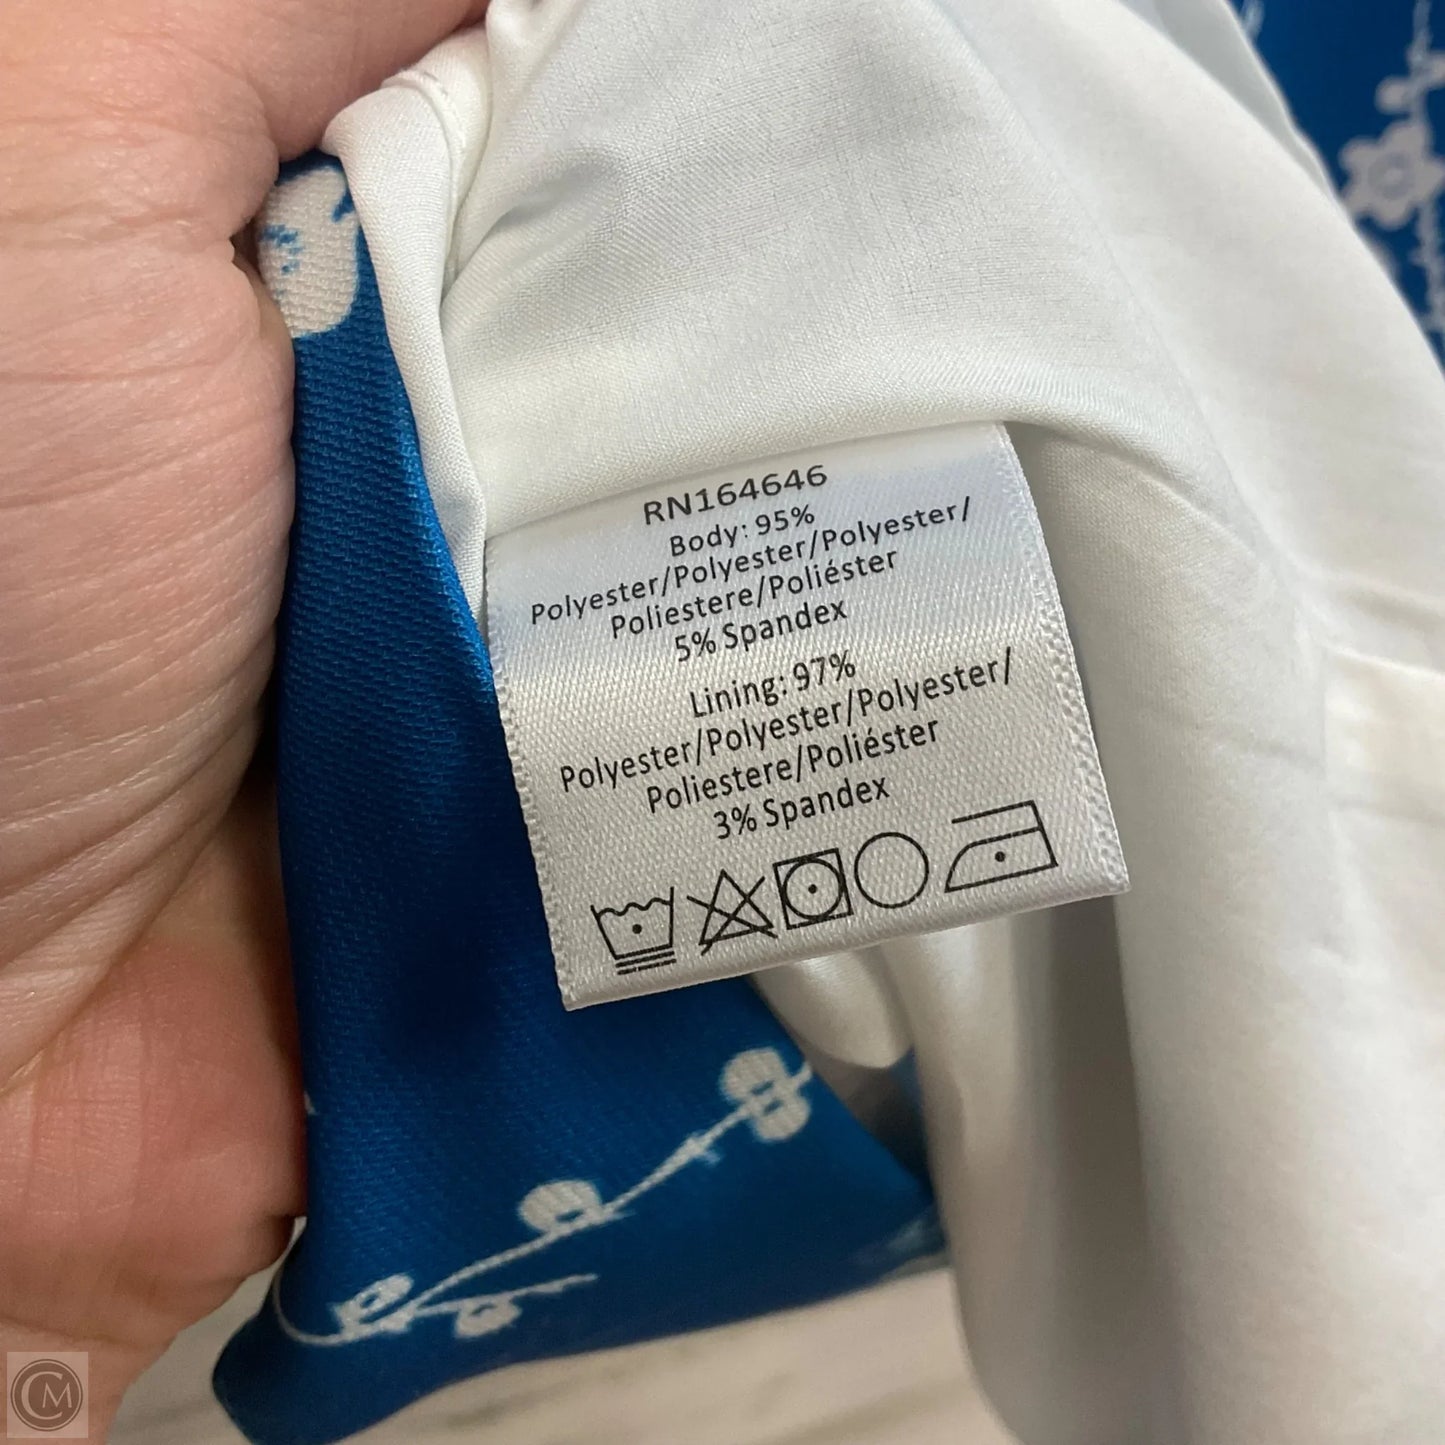 RN164646
Body: 95%
Polyester/Polyester/Polyester/
Poliestere/Poliéster
5% Spandex
Lining: 97%
Polyester/Polyester/Polyester/
Poliestere/Poliéster
3% Spandex
CM